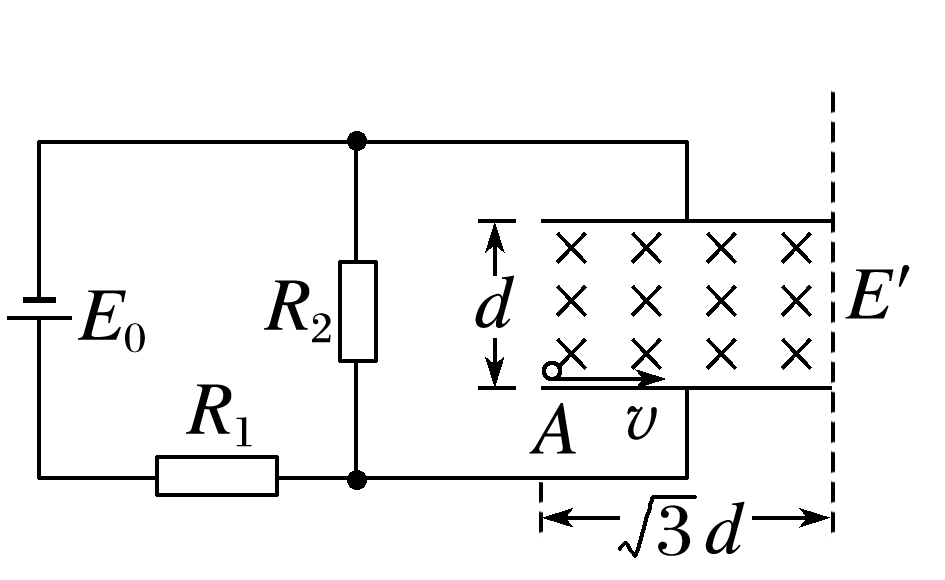 E₀
R₁
R₂
d
A
v
√3 d
E′